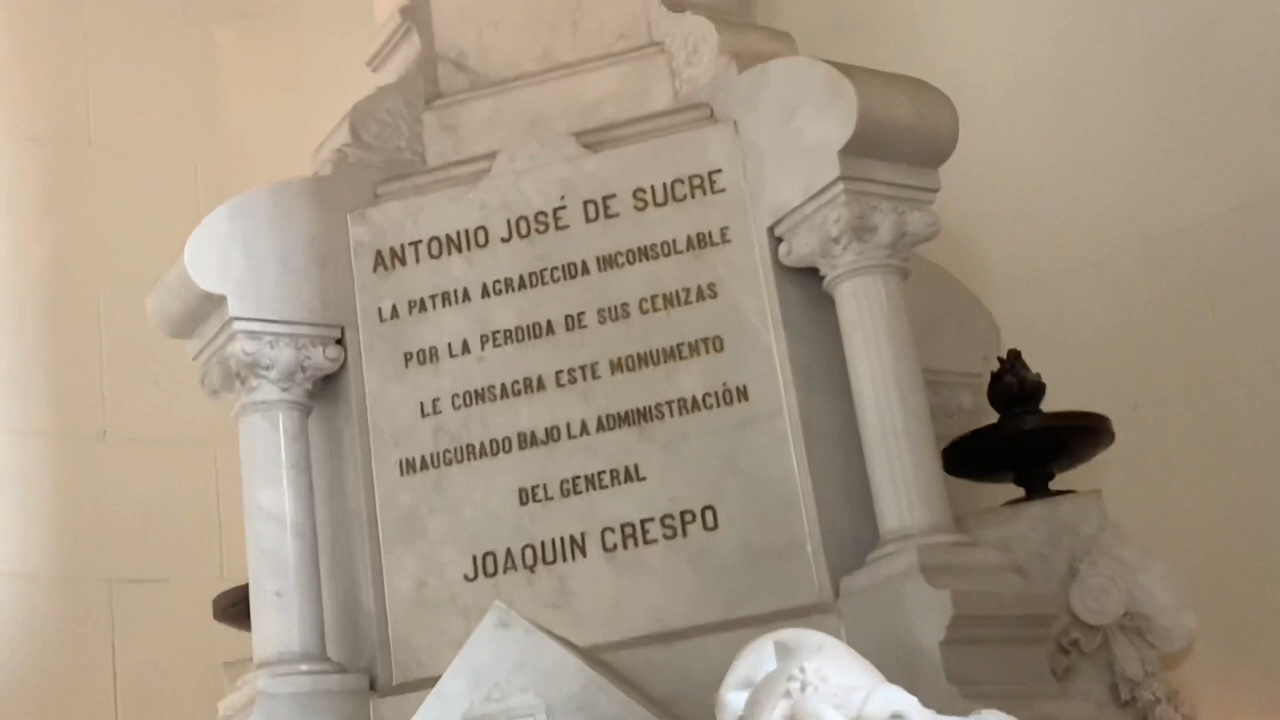 ANTONIO JOSÉ DE SUCRE
LA PATRIA AGRADECIDA INCONSOLABLE
POR LA PERDIDA DE SUS CENIZAS
LE CONSAGRA ESTE MONUMENTO
INAUGURADO BAJO LA ADMINISTRACIÓN
DEL GENERAL
JOAQUIN CRESPO